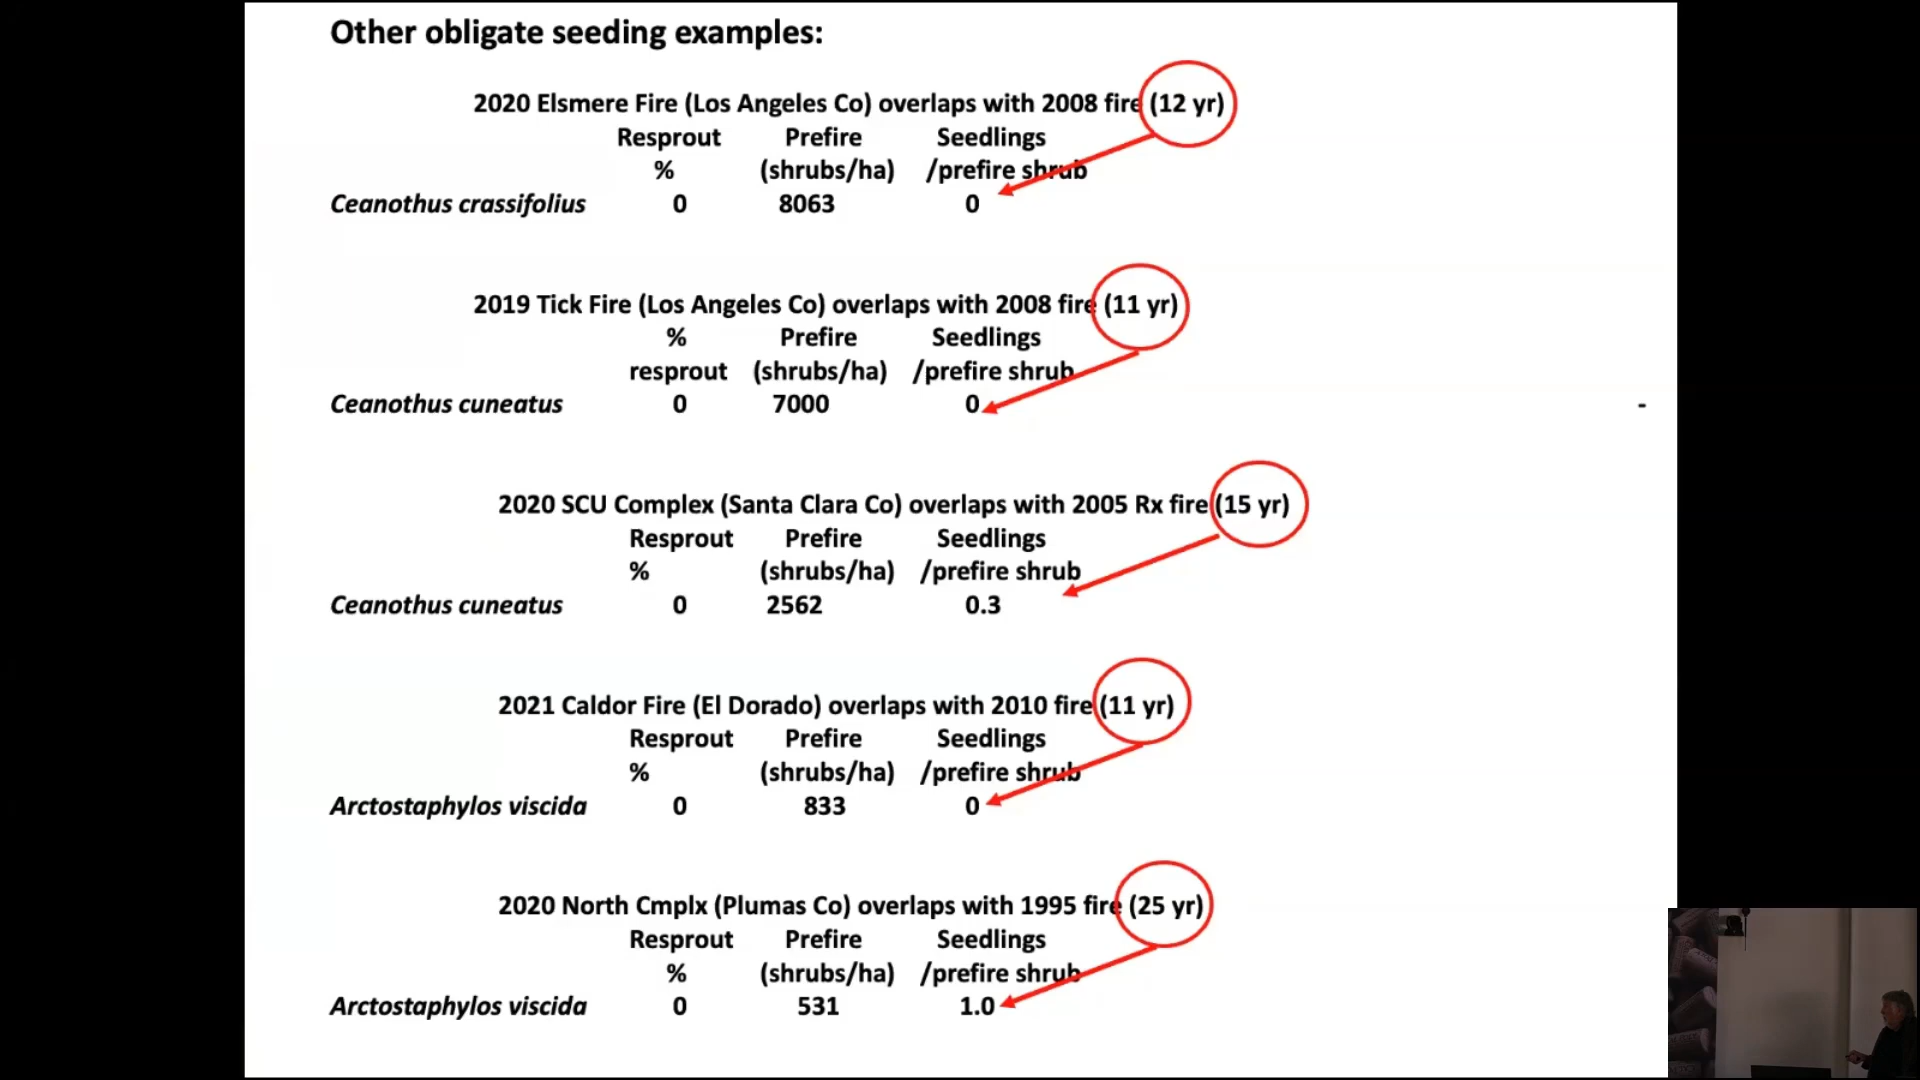 Other obligate seeding examples:
2020 Elsmere Fire (Los Angeles Co) overlaps with 2008 fire (12 yr)
Resprout Prefire Seedlings
% (shrubs/ha) /prefire shrub
Ceanothus crassifolius 0 8063 0
2019 Tick Fire (Los Angeles Co) overlaps with 2008 fire (11 yr)
% Prefire Seedlings
resprout (shrubs/ha) /prefire shrub
Ceanothus cuneatus 0 7000 0 -
2020 SCU Complex (Santa Clara Co) overlaps with 2005 Rx fire (15 yr)
Resprout Prefire Seedlings
% (shrubs/ha) /prefire shrub
Ceanothus cuneatus 0 2562 0.3
2021 Caldor Fire (El Dorado) overlaps with 2010 fire (11 yr)
Resprout Prefire Seedlings
% (shrubs/ha) /prefire shrub
Arctostaphylos viscida 0 833 0
2020 North Cmplx (Plumas Co) overlaps with 1995 fire (25 yr)
Resprout Prefire Seedlings
% (shrubs/ha) /prefire shrub
Arctostaphylos viscida 0 531 1.0